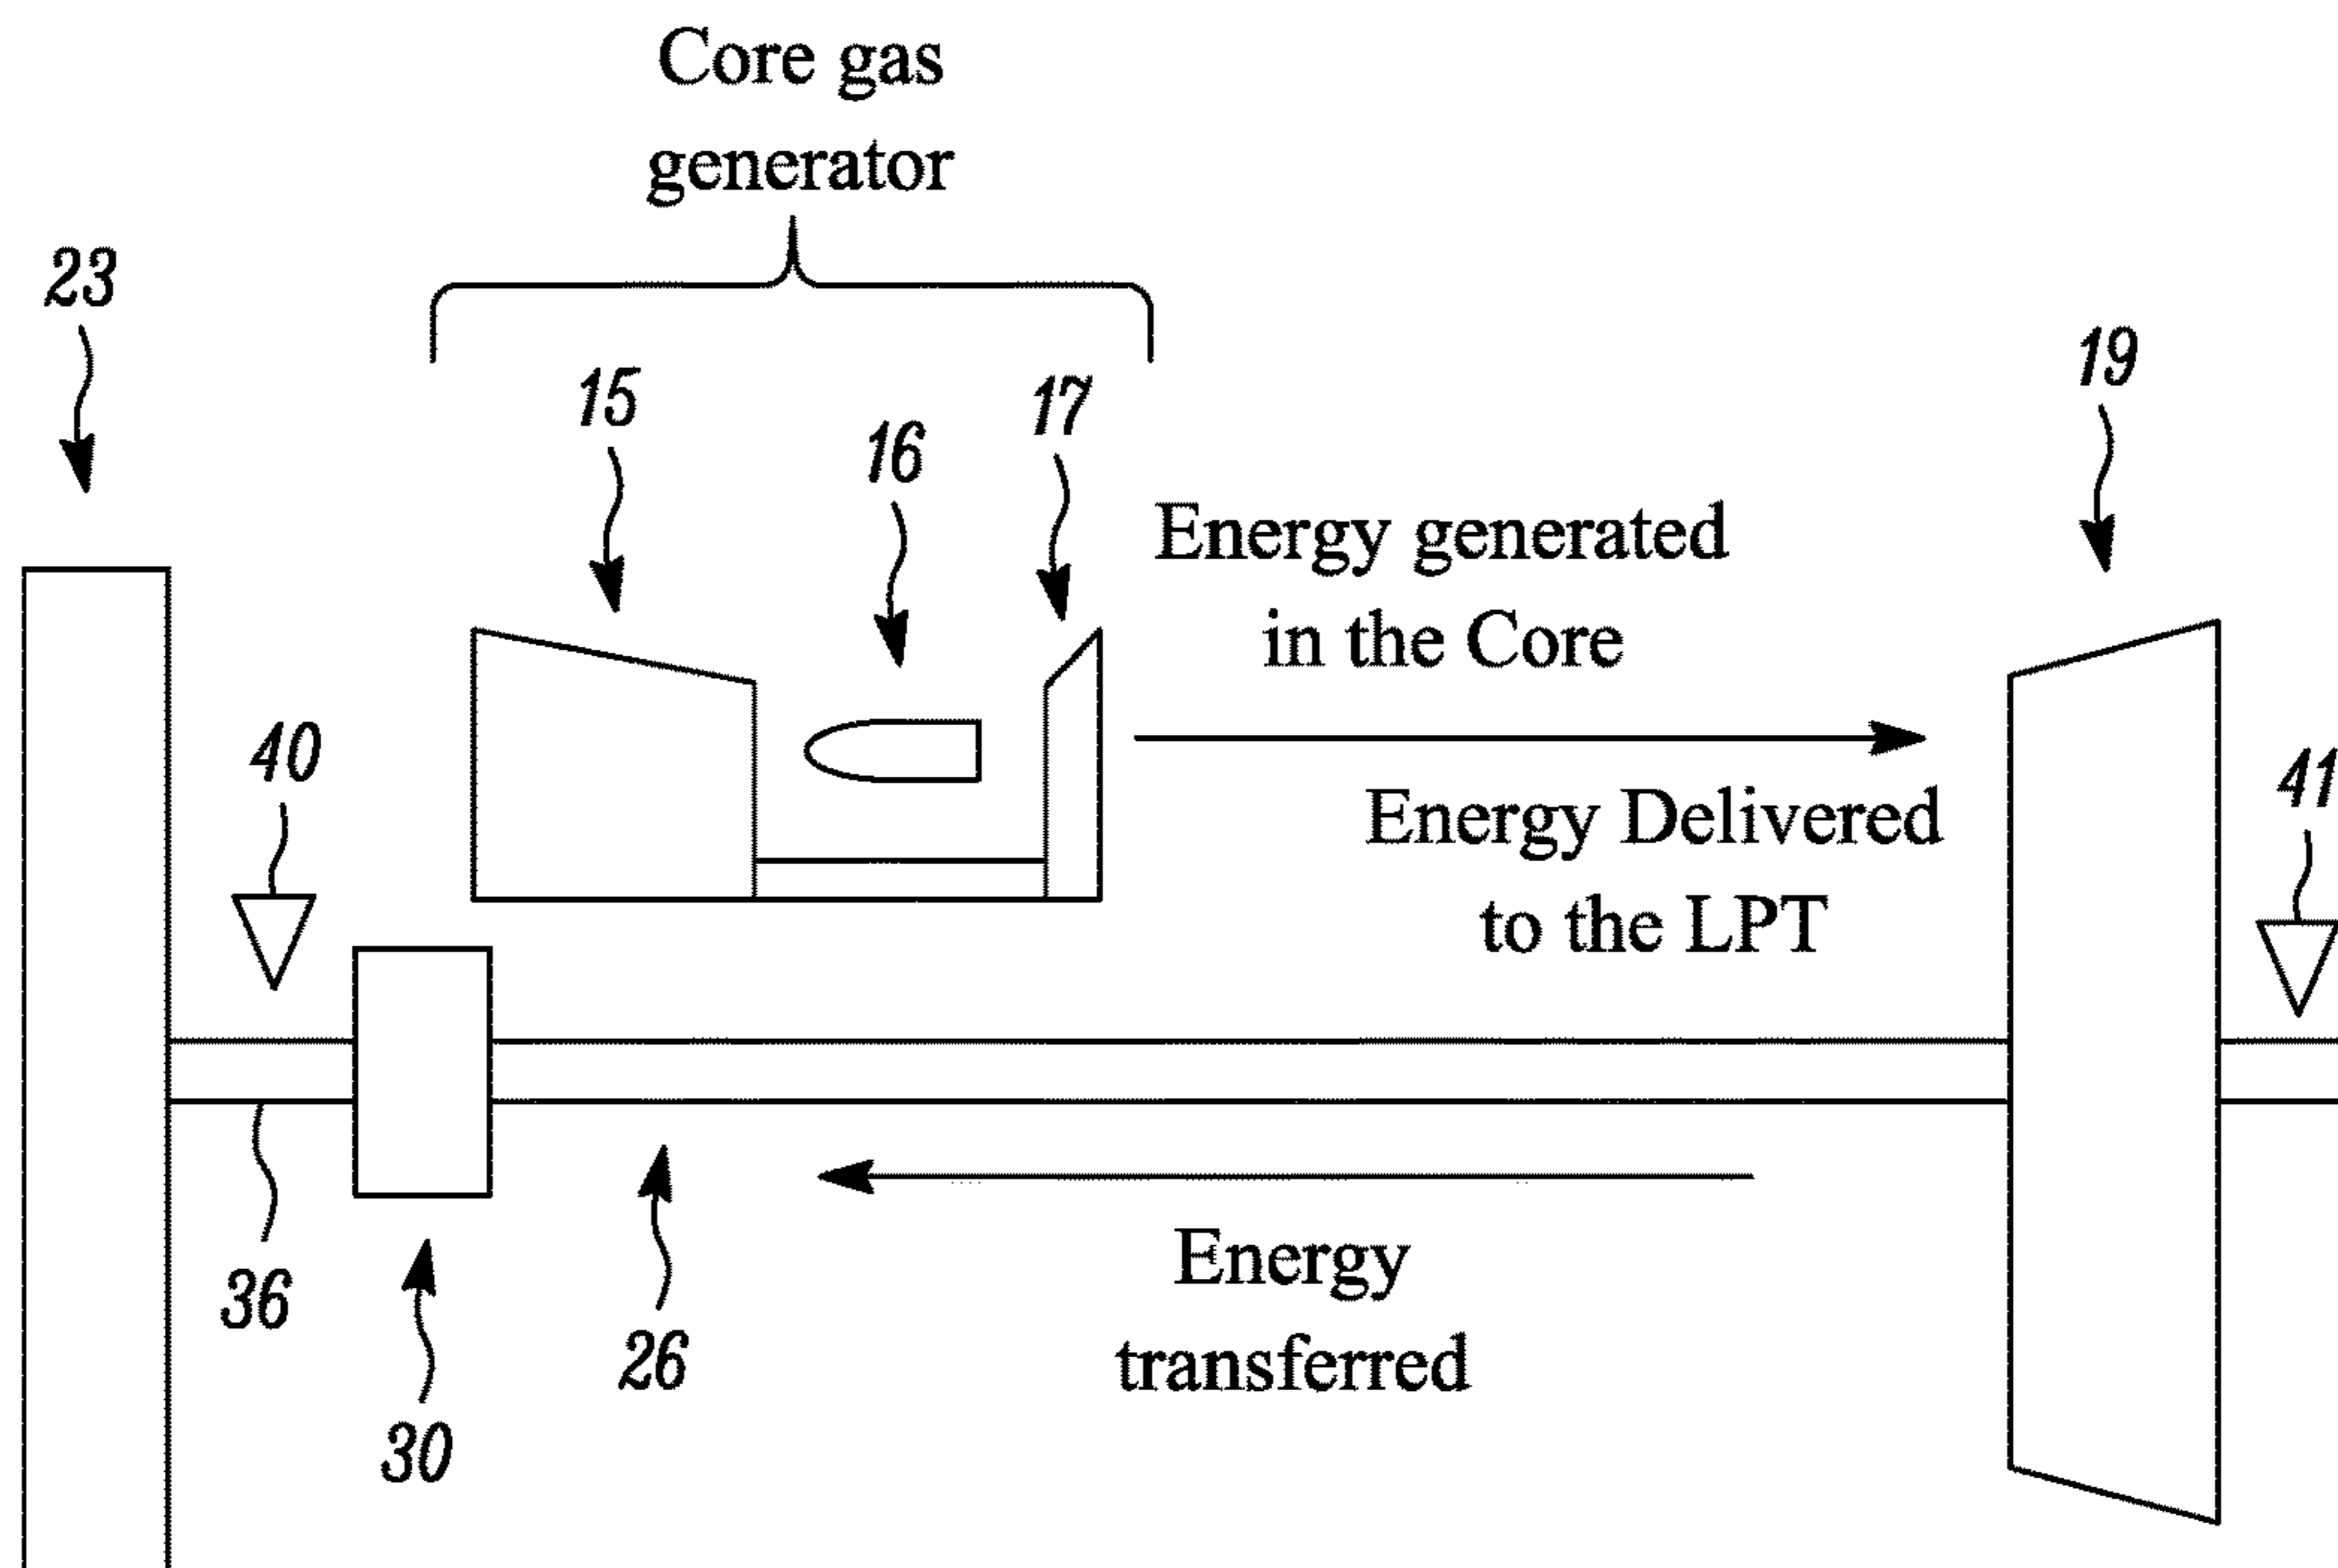 Core gas
generator
23
15
16
17
19
Energy generated
in the Core
40
Energy Delivered
to the LPT
41
36
30
26
Energy
transferred